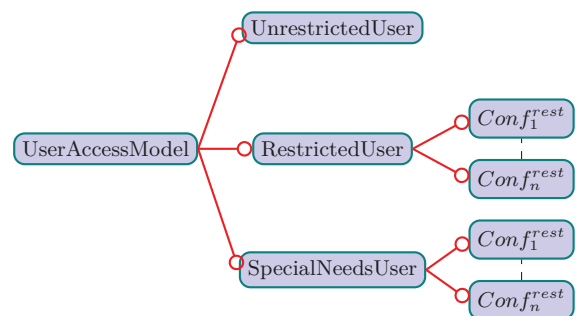 UnrestrictedUser
UserAccessModel
RestrictedUser
Conf_1^{rest}
Conf_n^{rest}
SpecialNeedsUser
Conf_1^{rest}
Conf_n^{rest}